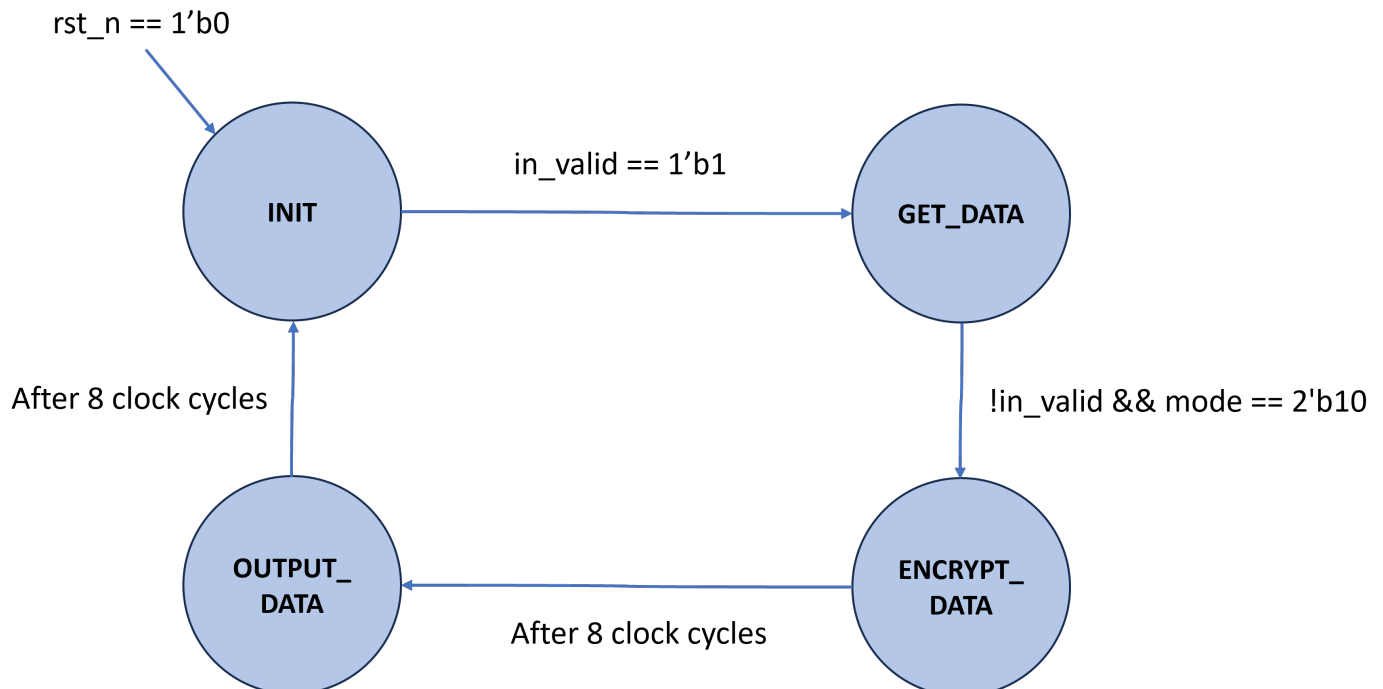 rst_n == 1’b0
in_valid == 1’b1
INIT
GET_DATA
After 8 clock cycles
!in_valid && mode == 2'b10
OUTPUT_
DATA
ENCRYPT_
DATA
After 8 clock cycles